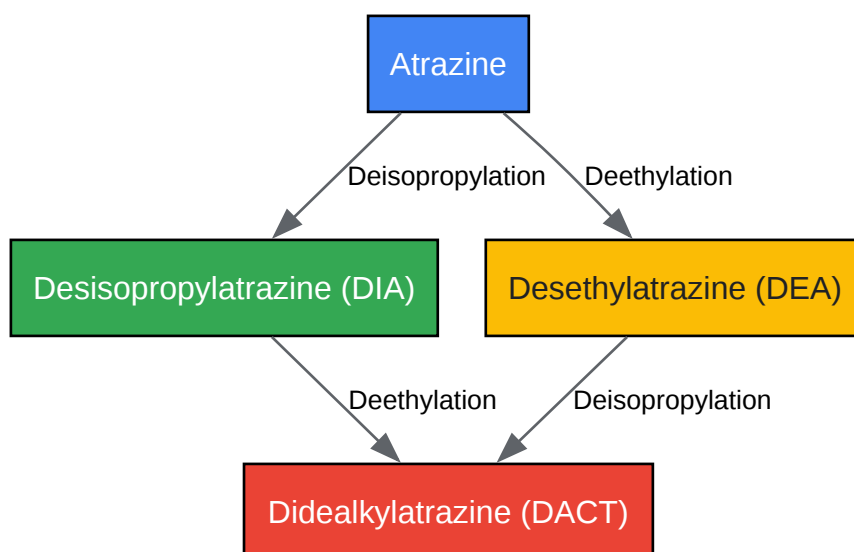 Atrazine
Deisopropylation
Deethylation
Desisopropylatrazine (DIA)
Desethylatrazine (DEA)
Deethylation
Deisopropylation
Didealkylatrazine (DACT)